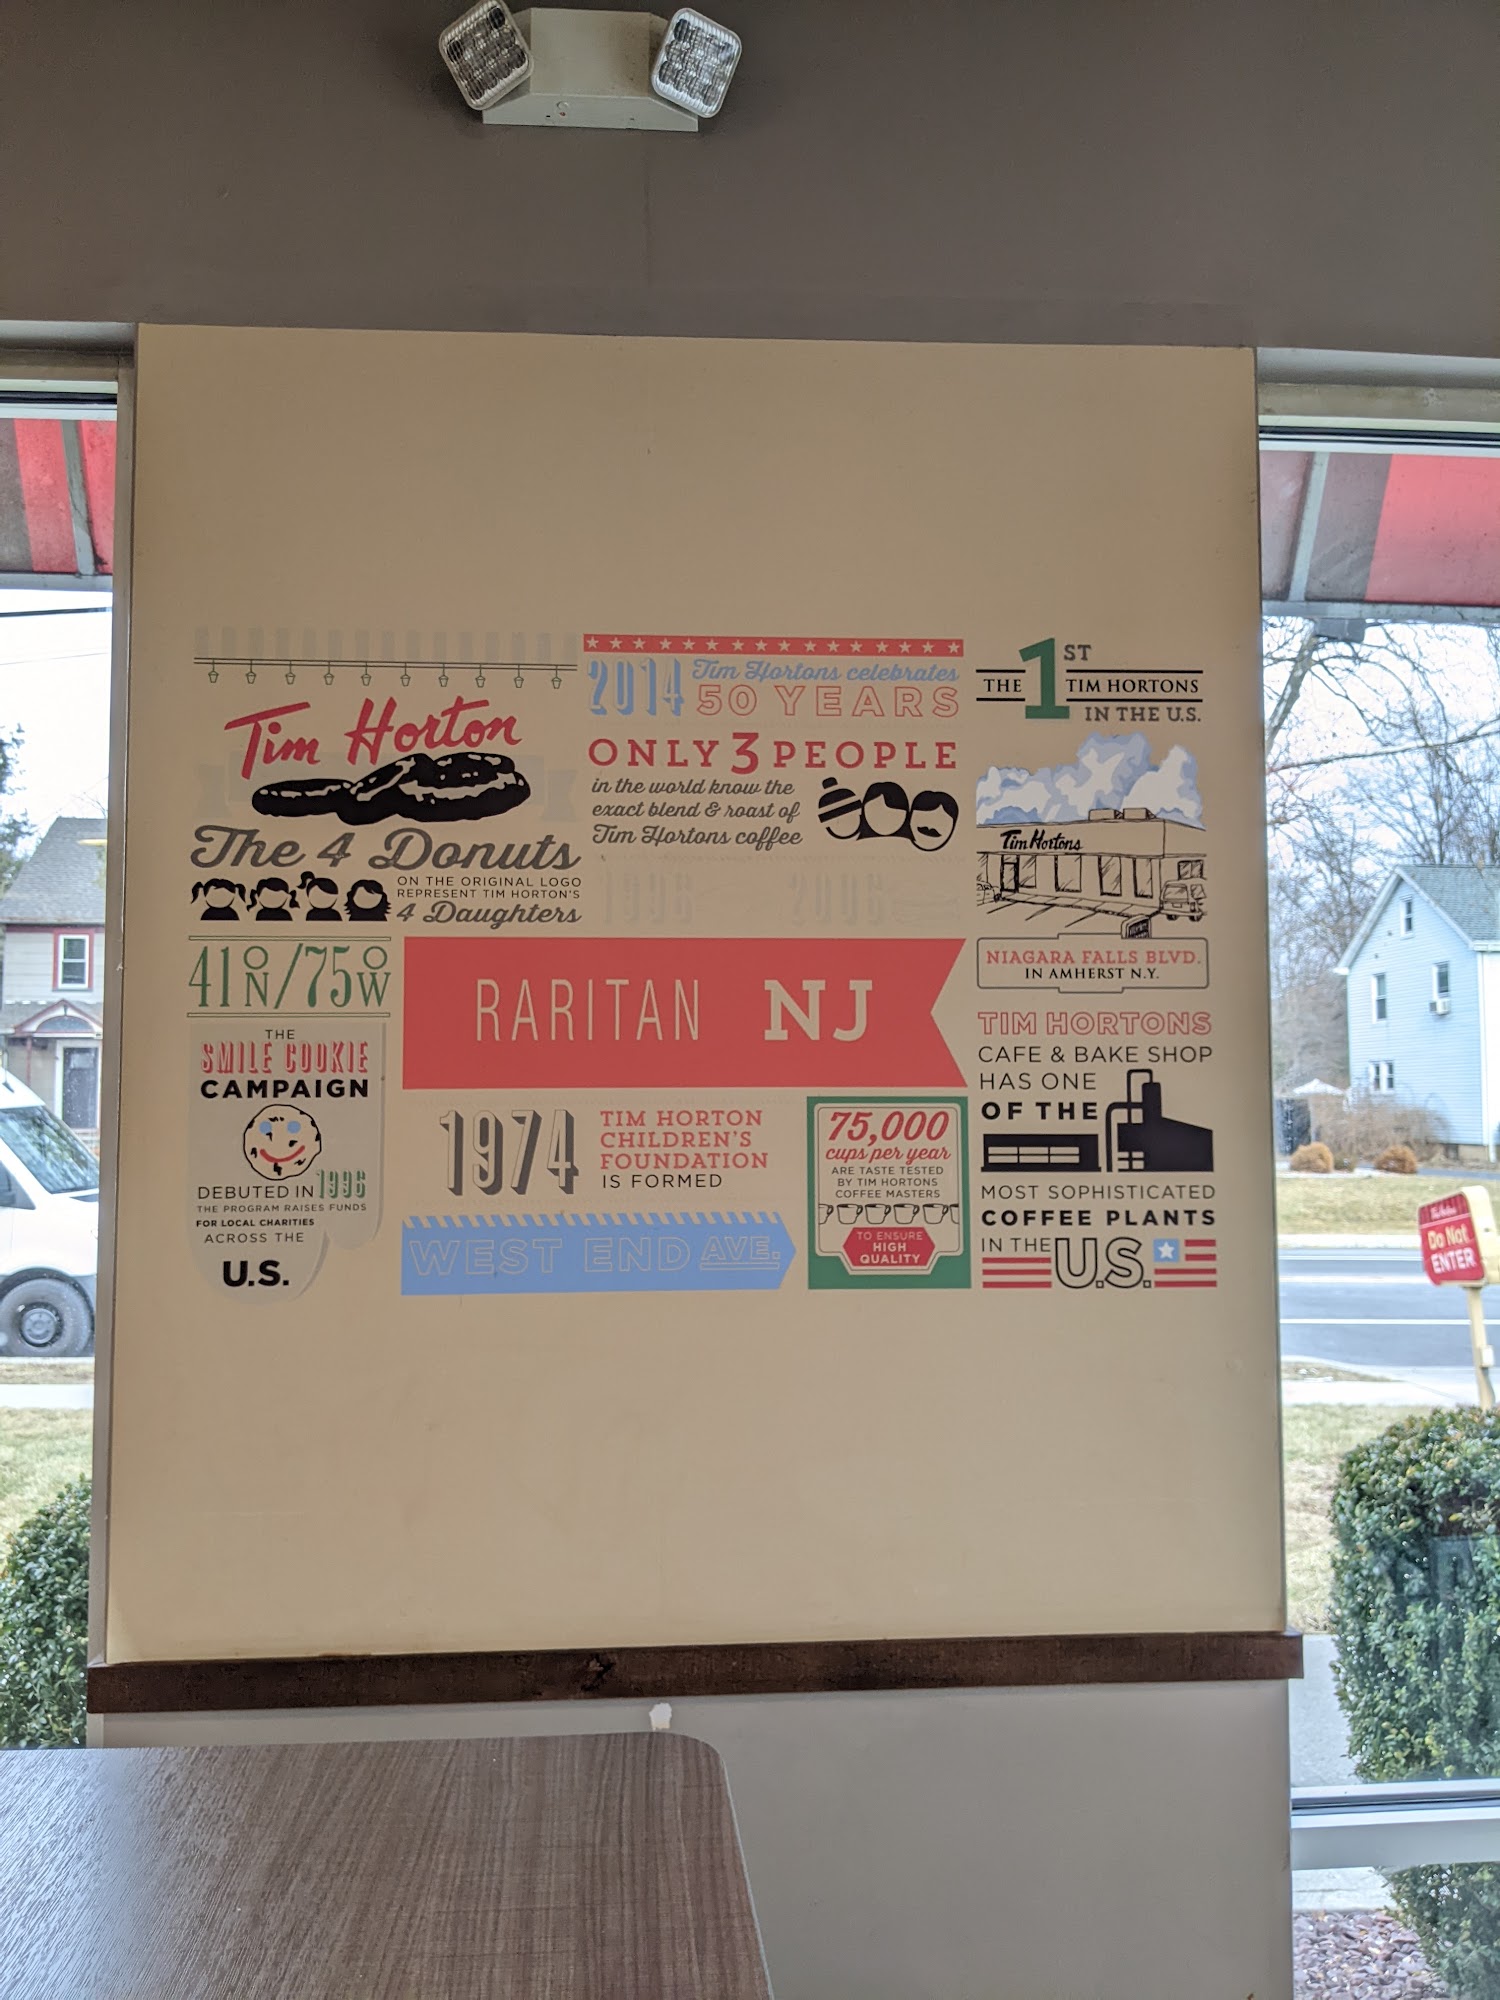 Tim Horton
The 4 Donuts
ON THE ORIGINAL LOGO
REPRESENT TIM HORTON'S
4 Daughters
2014 Tim Hortons celebrates
50 YEARS
ONLY 3 PEOPLE
in the world know the
exact blend & roast of
Tim Hortons coffee
1996 2006
1ST
THE TIM HORTONS
IN THE U.S.
Tim Hortons
NIAGARA FALLS BLVD.
IN AMHERST N.Y.
41°N/75°W
RARITAN NJ
THE
SMILE COOKIE
CAMPAIGN
DEBUTED IN 1996
THE PROGRAM RAISES FUNDS
FOR LOCAL CHARITIES
ACROSS THE
U.S.
1974
TIM HORTON
CHILDREN'S
FOUNDATION
IS FORMED
WEST END AVE.
75,000
cups per year
ARE TASTE TESTED
BY TIM HORTONS
COFFEE MASTERS
TO ENSURE
HIGH
QUALITY
TIM HORTONS
CAFE & BAKE SHOP
HAS ONE
OF THE
MOST SOPHISTICATED
COFFEE PLANTS
IN THE U.S.
Tim Hortons
Do Not
ENTER